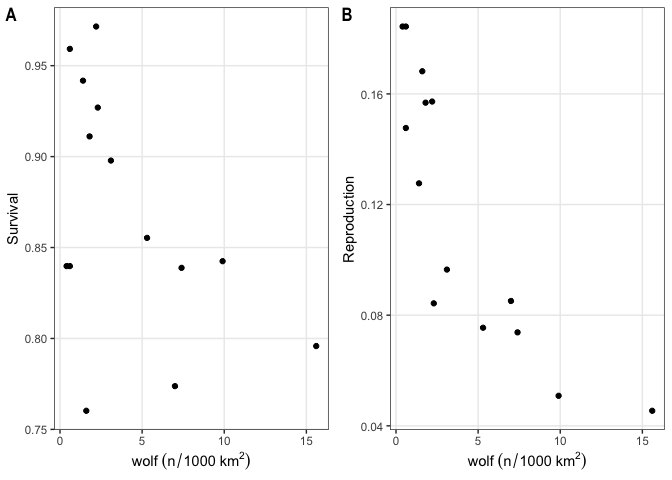 A
Survival
0.95
0.90
0.85
0.80
0.75
0 5 10 15
wolf (n/1000 km²)
B
Reproduction
0.16
0.12
0.08
0.04
0 5 10 15
wolf (n/1000 km²)